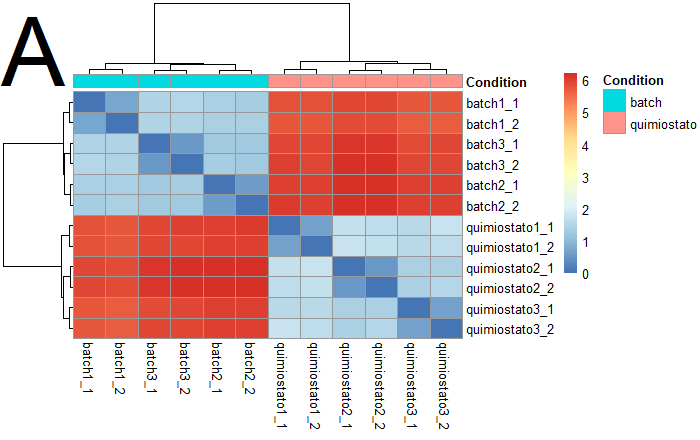 A
Condition
batch1_1
batch1_2
batch3_1
batch3_2
batch2_1
batch2_2
quimiostato1_1
quimiostato1_2
quimiostato2_1
quimiostato2_2
quimiostato3_1
quimiostato3_2
batch1_1
batch1_2
batch3_1
batch3_2
batch2_1
batch2_2
quimiostato1_1
quimiostato1_2
quimiostato2_1
quimiostato2_2
quimiostato3_1
quimiostato3_2
6
5
4
3
2
1
0
Condition
batch
quimiostato